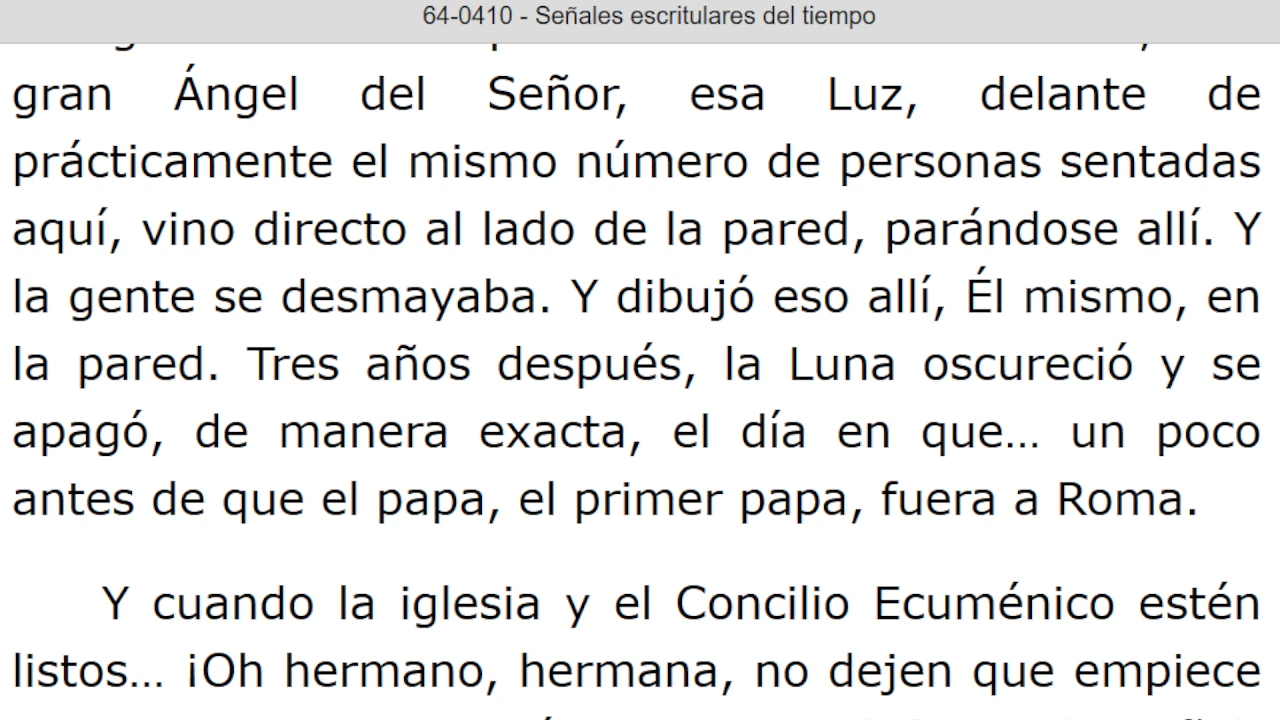 64-0410 - Señales escritulares del tiempo
gran Ángel del Señor, esa Luz, delante de
prácticamente el mismo número de personas sentadas
aquí, vino directo al lado de la pared, parándose allí. Y
la gente se desmayaba. Y dibujó eso allí, Él mismo, en
la pared. Tres años después, la Luna oscureció y se
apagó, de manera exacta, el día en que… un poco
antes de que el papa, el primer papa, fuera a Roma.
Y cuando la iglesia y el Concilio Ecuménico estén
listos… ¡Oh hermano, hermana, no dejen que empiece